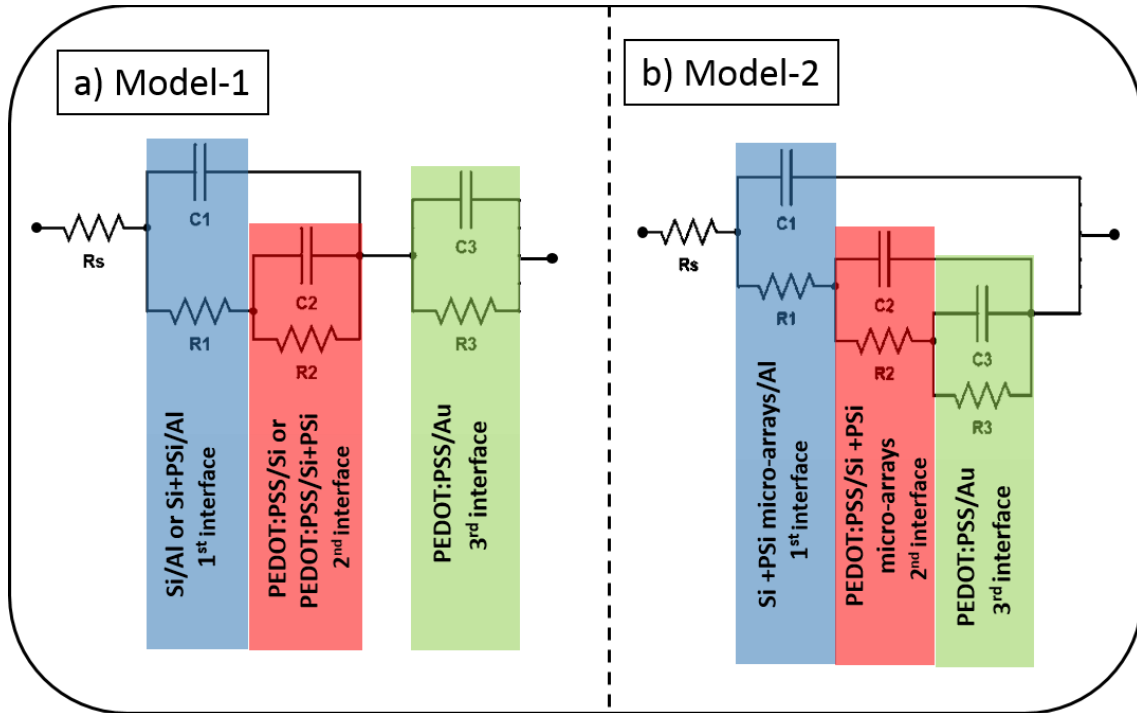 a) Model-1
Rs
C1
R1
C2
R2
C3
R3
Si/Al or Si+PSi/Al
1st interface
PEDOT:PSS/Si or
PEDOT:PSS/Si+PSi
2nd interface
PEDOT:PSS/Au
3rd interface
b) Model-2
Rs
C1
R1
C2
R2
C3
R3
Si +PSi micro-arrays/Al
1st interface
PEDOT:PSS/Si +PSi
micro-arrays
2nd interface
PEDOT:PSS/Au
3rd interface